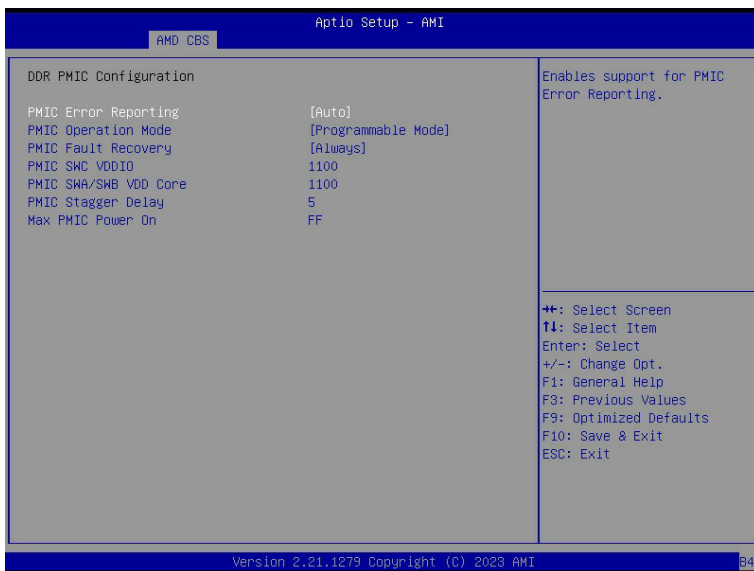 Aptio Setup - AMI
AMD CBS
DDR PMIC Configuration
PMIC Error Reporting [Auto]
PMIC Operation Mode [Programmable Mode]
PMIC Fault Recovery [Always]
PMIC SWC VDDIO 1100
PMIC SWA/SWB VDD Core 1100
PMIC Stagger Delay 5
Max PMIC Power On FF
Enables support for PMIC
Error Reporting.
→←: Select Screen
↑↓: Select Item
Enter: Select
+/-: Change Opt.
F1: General Help
F3: Previous Values
F9: Optimized Defaults
F10: Save & Exit
ESC: Exit
Version 2.21.1279 Copyright (C) 2023 AMI
B4